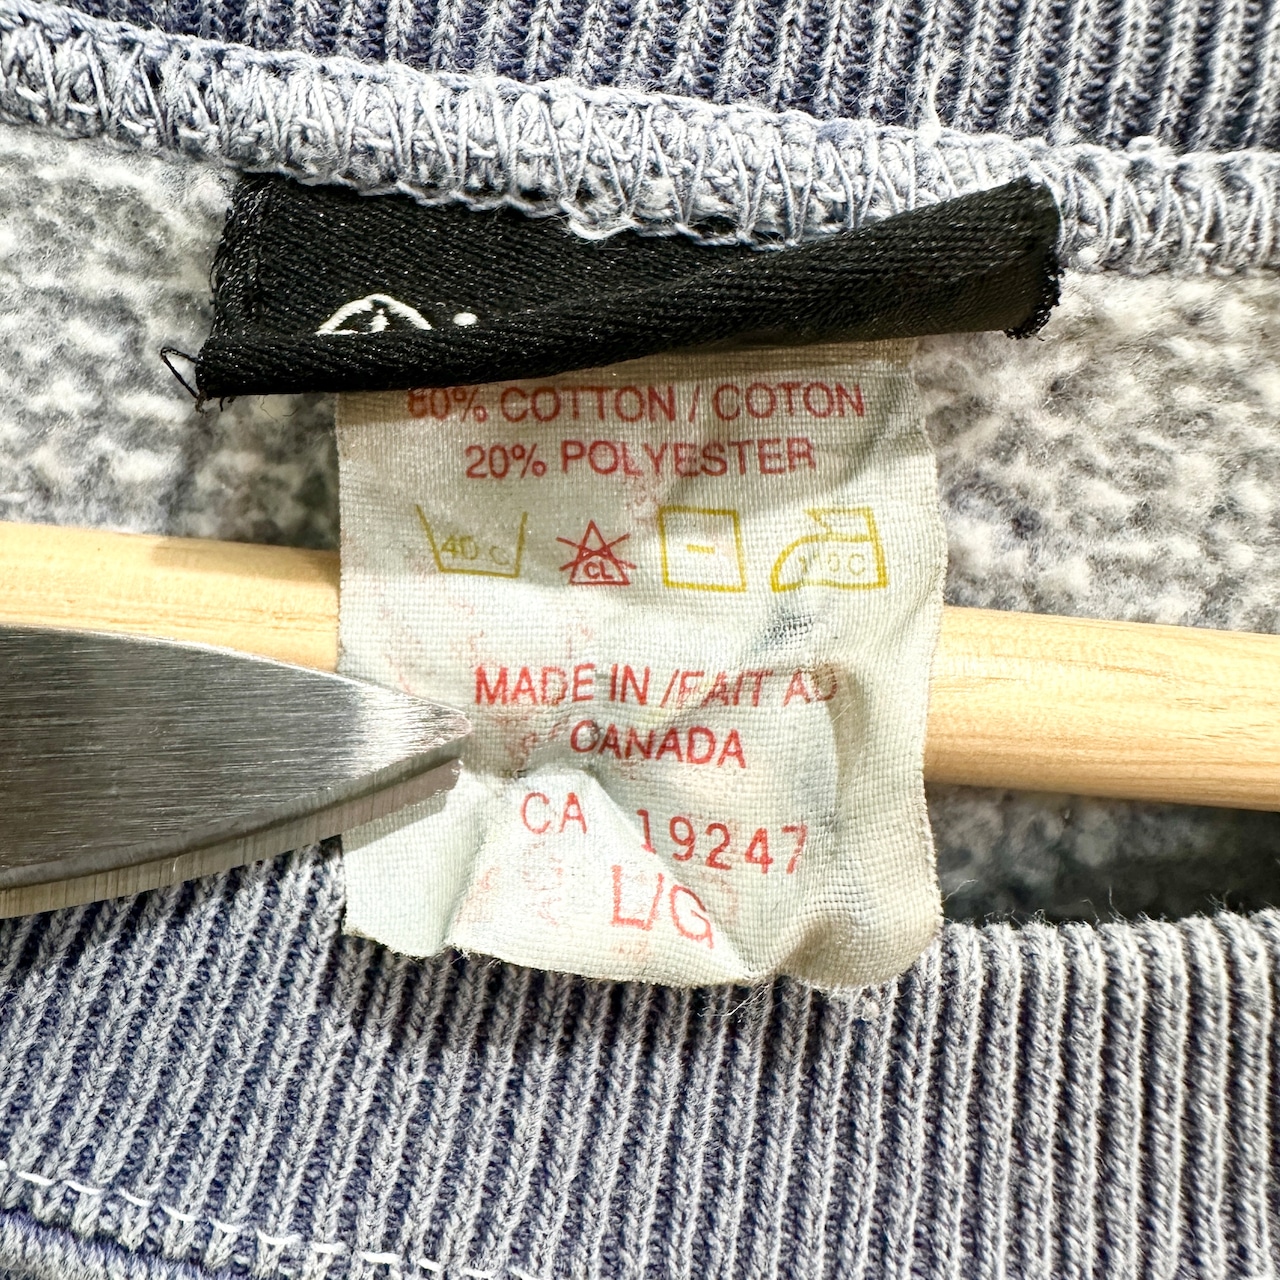 80% COTTON / COTON
20% POLYESTER
40 C CL
MADE IN /FAIT AU
CANADA
CA 19247
L/G